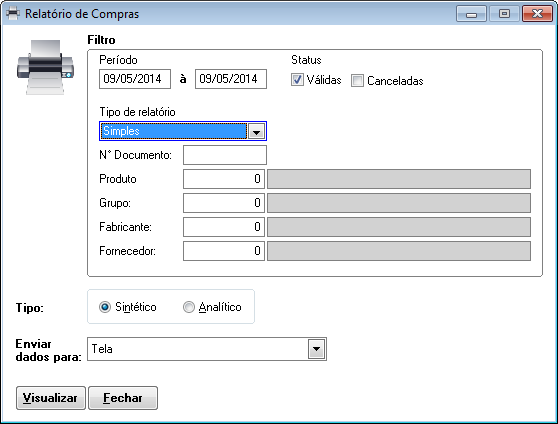 Relatório de Compras
Filtro
Período
Status
09/05/2014 à 09/05/2014
Válidas Canceladas
Tipo de relatório
Simples
N° Documento:
Produto 0
Grupo: 0
Fabricante: 0
Fornecedor: 0
Tipo: Sintético Analítico
Enviar
dados para: Tela
Visualizar Fechar